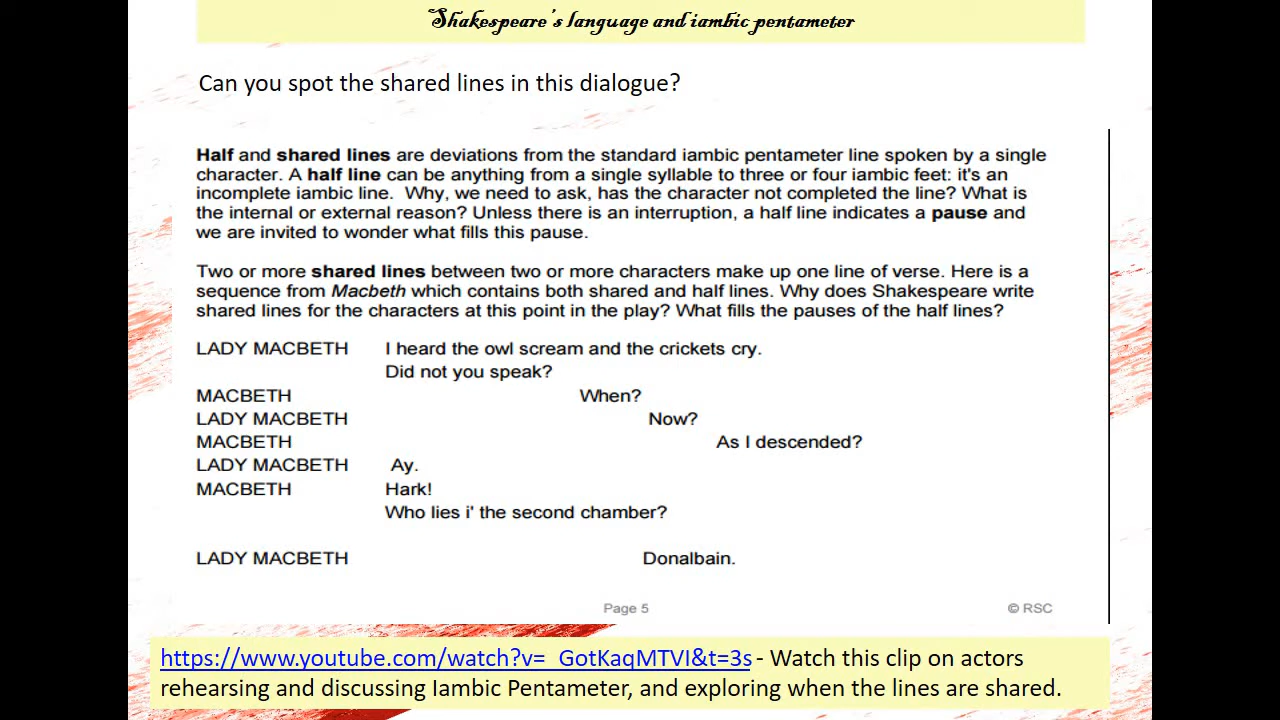 Shakespeare's language and iambic pentameter
Can you spot the shared lines in this dialogue?
Half and shared lines are deviations from the standard iambic pentameter line spoken by a single
character. A half line can be anything from a single syllable to three or four iambic feet: it's an
incomplete iambic line. Why, we need to ask, has the character not completed the line? What is
the internal or external reason? Unless there is an interruption, a half line indicates a pause and
we are invited to wonder what fills this pause.
Two or more shared lines between two or more characters make up one line of verse. Here is a
sequence from Macbeth which contains both shared and half lines. Why does Shakespeare write
shared lines for the characters at this point in the play? What fills the pauses of the half lines?
LADY MACBETH I heard the owl scream and the crickets cry.
Did not you speak?
MACBETH When?
LADY MACBETH Now?
MACBETH As I descended?
LADY MACBETH Ay.
MACBETH Hark!
Who lies i' the second chamber?
LADY MACBETH Donalbain.
Page 5 © RSC
https://www.youtube.com/watch?v=_GotKaqMTVI&t=3s - Watch this clip on actors
rehearsing and discussing Iambic Pentameter, and exploring when the lines are shared.